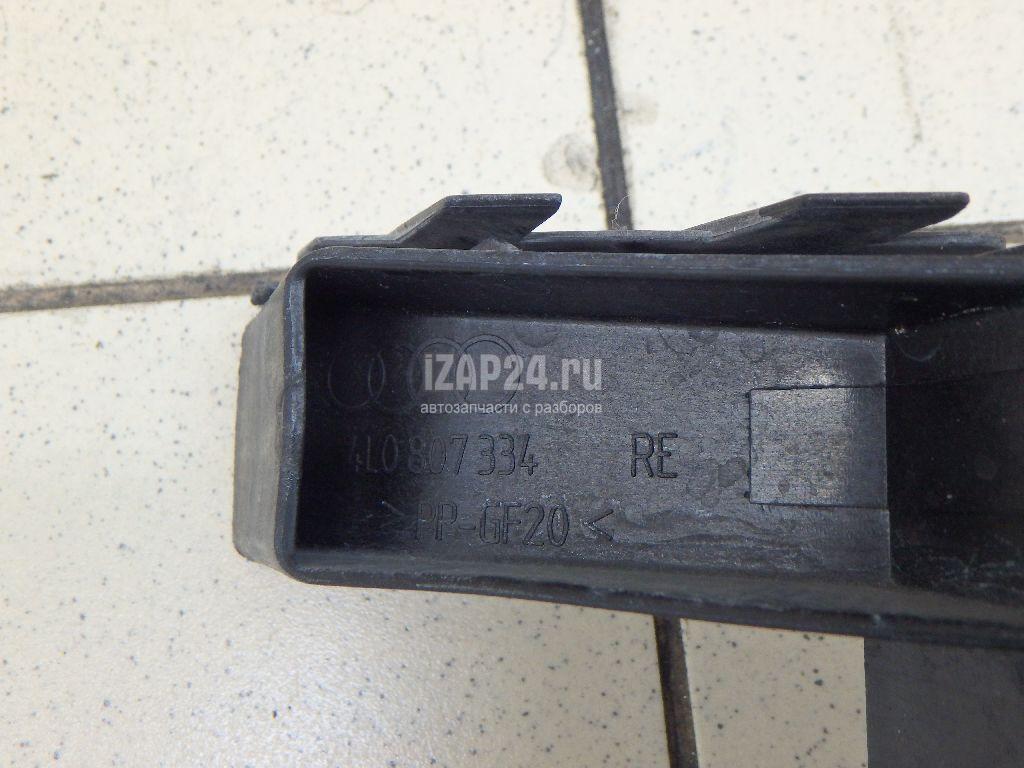 iZAP24.ru
автозапчасти с разборов
4L0 807 334 RE
>PP-GF20<